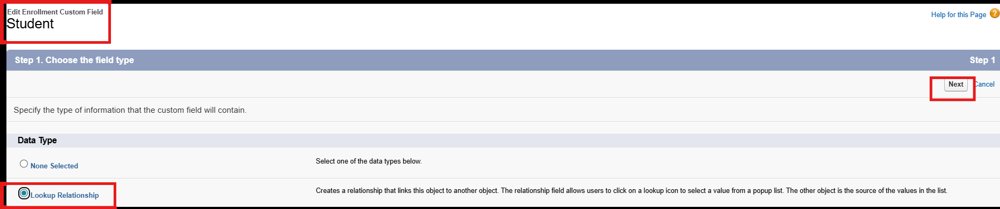 Edit Enrollment Custom Field
Student
Help for this Page ?
Step 1. Choose the field type Step 1
Next Cancel
Specify the type of information that the custom field will contain.
Data Type
None Selected Select one of the data types below.
Lookup Relationship Creates a relationship that links this object to another object. The relationship field allows users to click on a lookup icon to select a value from a popup list. The other object is the source of the values in the list.